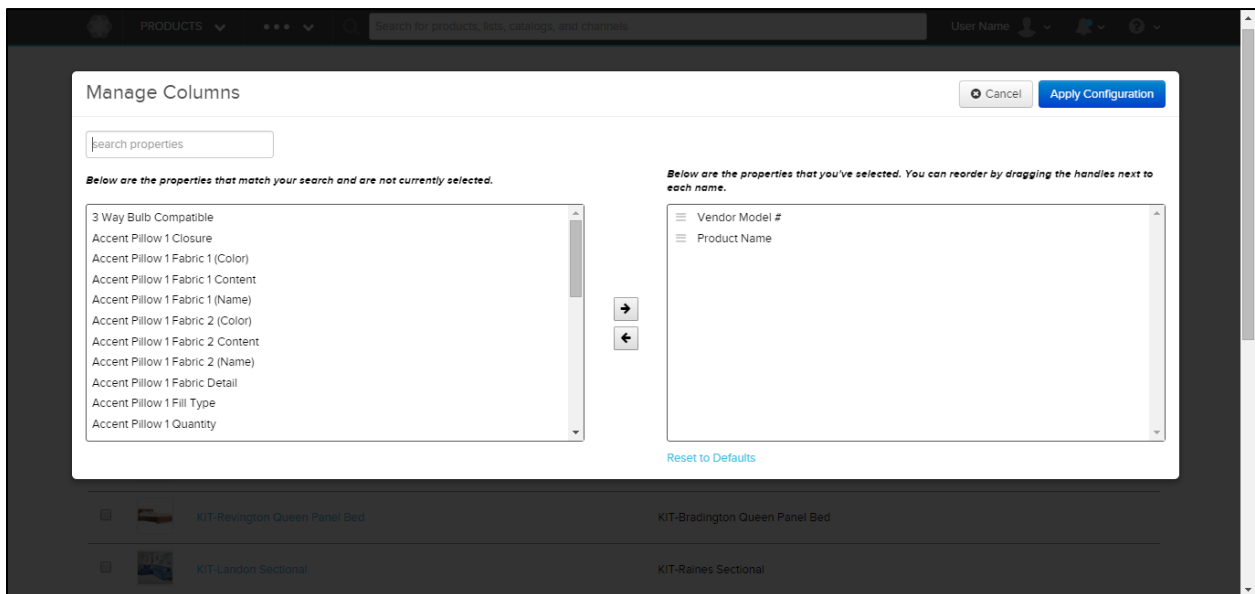 PRODUCTS
Search for products, lists, catalogs, and channels
User Name
Manage Columns
Cancel
Apply Configuration
search properties
Below are the properties that match your search and are not currently selected.
Below are the properties that you've selected. You can reorder by dragging the handles next to
each name.
3 Way Bulb Compatible
Accent Pillow 1 Closure
Accent Pillow 1 Fabric 1 (Color)
Accent Pillow 1 Fabric 1 Content
Accent Pillow 1 Fabric 1 (Name)
Accent Pillow 1 Fabric 2 (Color)
Accent Pillow 1 Fabric 2 Content
Accent Pillow 1 Fabric 2 (Name)
Accent Pillow 1 Fabric Detail
Accent Pillow 1 Fill Type
Accent Pillow 1 Quantity
Vendor Model #
Product Name
Reset to Defaults
KIT-Revington Queen Panel Bed
KIT-Bradington Queen Panel Bed
KIT-Landon Sectional
KIT-Raines Sectional